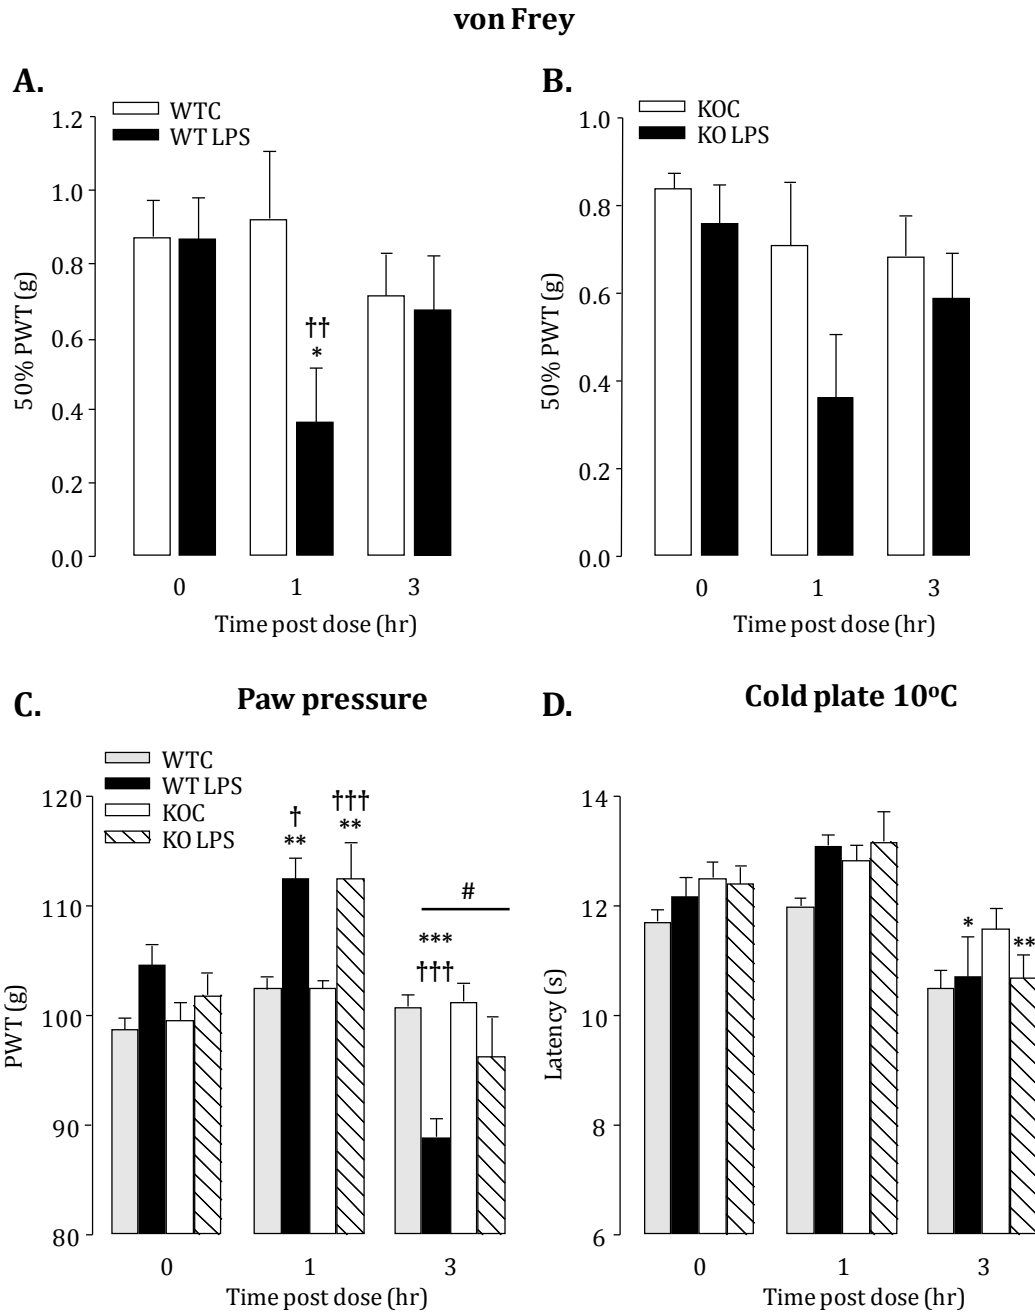 von Frey
A.
WTC
WT LPS
1.2
1.0
0.8
0.6
0.4
0.2
0.0
50% PWT (g)
††
*
0 1 3
Time post dose (hr)
B.
KOC
KO LPS
1.0
0.8
0.6
0.4
0.2
0.0
50% PWT (g)
0 1 3
Time post dose (hr)
C. Paw pressure
WTC
WT LPS
KOC
KO LPS
120
110
100
90
80
PWT (g)
†
**
†††
**
#
***
†††
0 1 3
Time post dose (hr)
D. Cold plate 10ºC
14
12
10
8
6
Latency (s)
*
**
0 1 3
Time post dose (hr)